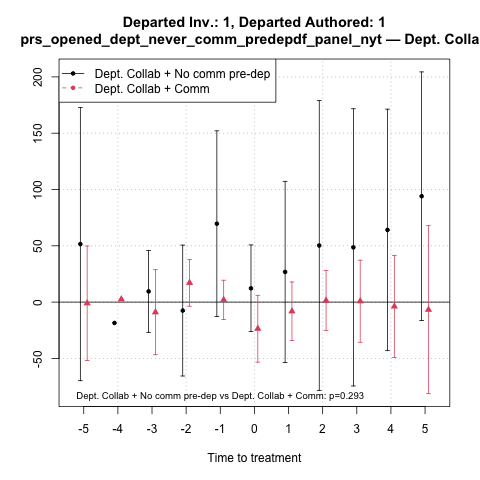 Departed Inv.: 1, Departed Authored: 1
prs_opened_dept_never_comm_predepdf_panel_nyt — Dept. Colla
Dept. Collab + No comm pre-dep
Dept. Collab + Comm
200
150
100
50
0
-50
Dept. Collab + No comm pre-dep vs Dept. Collab + Comm: p=0.293
-5 -4 -3 -2 -1 0 1 2 3 4 5
Time to treatment